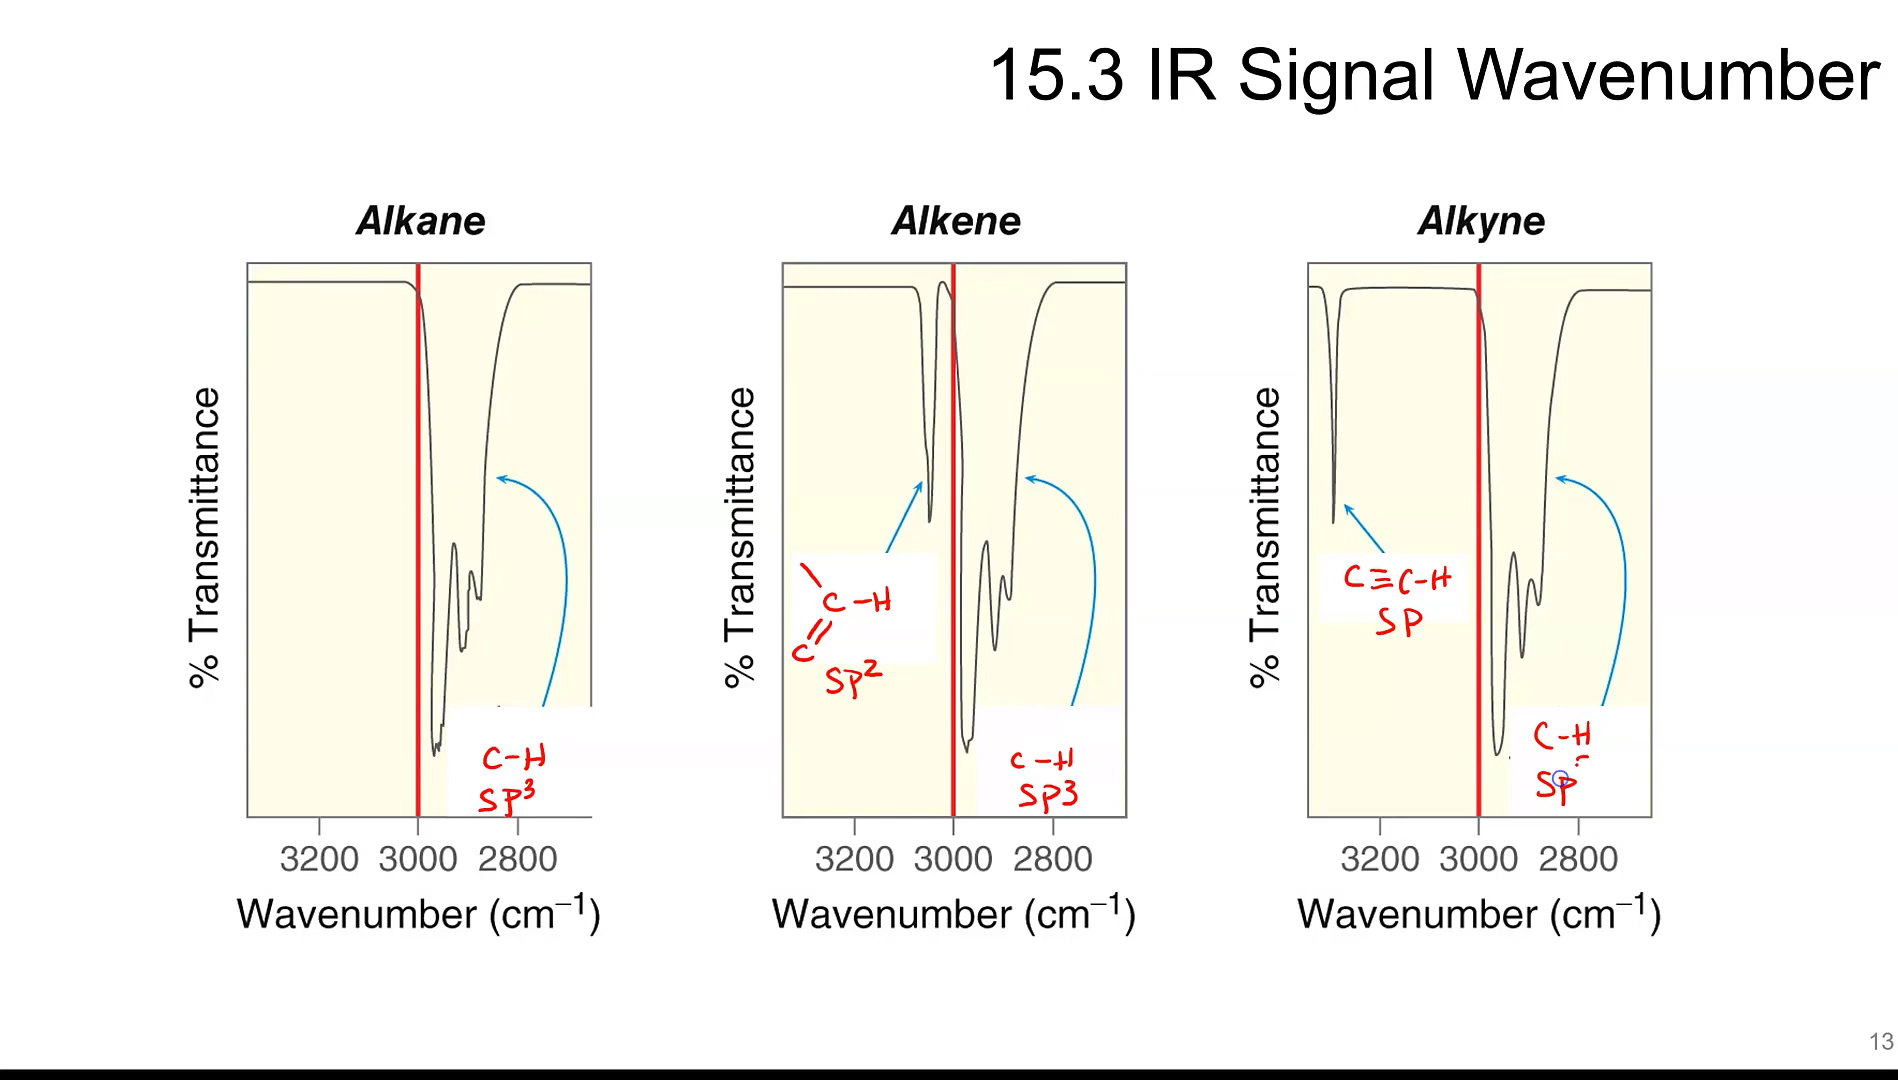 15.3 IR Signal Wavenumber
Alkane
% Transmittance
C-H
SP³
3200 3000 2800
Wavenumber (cm⁻¹)
Alkene
% Transmittance
C-H
C
SP²
C-H
SP3
3200 3000 2800
Wavenumber (cm⁻¹)
Alkyne
% Transmittance
C≡C-H
SP
C-H
SP
3200 3000 2800
Wavenumber (cm⁻¹)
13